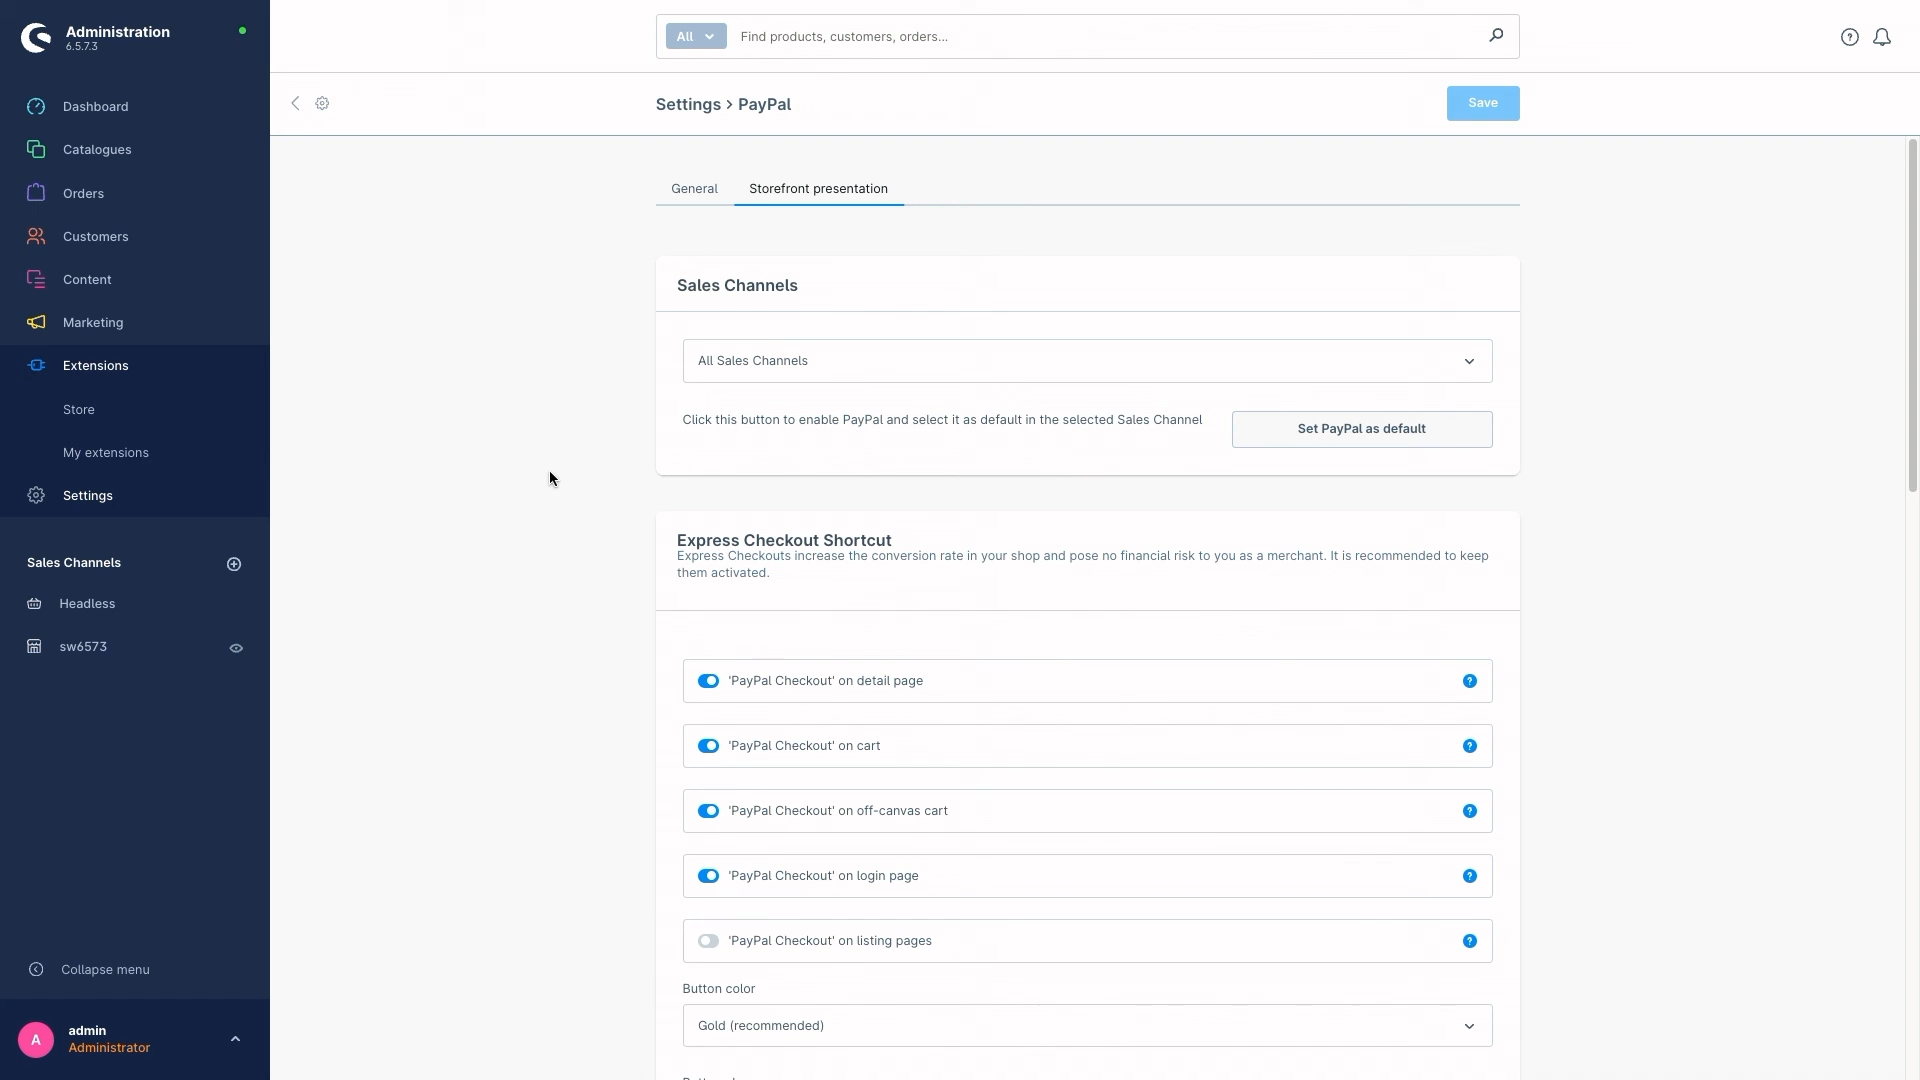 Administration
6.5.7.3
All
Find products, customers, orders...
Dashboard
Catalogues
Orders
Customers
Content
Marketing
Extensions
Store
My extensions
Settings
Sales Channels
Headless
sw6573
Collapse menu
A
admin
Administrator
Settings > PayPal
Save
General
Storefront presentation
Sales Channels
All Sales Channels
Click this button to enable PayPal and select it as default in the selected Sales Channel
Set PayPal as default
Express Checkout Shortcut
Express Checkouts increase the conversion rate in your shop and pose no financial risk to you as a merchant. It is recommended to keep
them activated.
'PayPal Checkout' on detail page
'PayPal Checkout' on cart
'PayPal Checkout' on off-canvas cart
'PayPal Checkout' on login page
'PayPal Checkout' on listing pages
Button color
Gold (recommended)